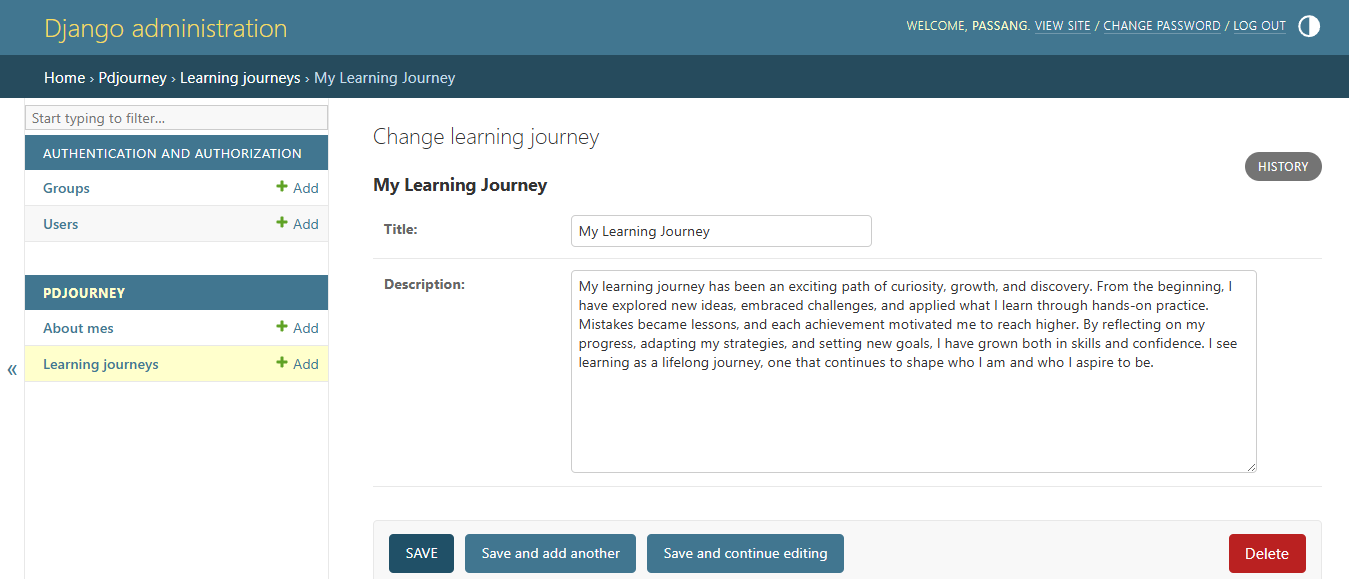 Django administration
WELCOME, PASSANG. VIEW SITE / CHANGE PASSWORD / LOG OUT
Home › Pdjourney › Learning journeys › My Learning Journey
Start typing to filter...
AUTHENTICATION AND AUTHORIZATION
Groups + Add
Users + Add
PDJOURNEY
About mes + Add
Learning journeys + Add
«
Change learning journey
HISTORY
My Learning Journey
Title: My Learning Journey
Description: My learning journey has been an exciting path of curiosity, growth, and discovery. From the beginning, I
have explored new ideas, embraced challenges, and applied what I learn through hands-on practice.
Mistakes became lessons, and each achievement motivated me to reach higher. By reflecting on my
progress, adapting my strategies, and setting new goals, I have grown both in skills and confidence. I see
learning as a lifelong journey, one that continues to shape who I am and who I aspire to be.
SAVE Save and add another Save and continue editing Delete